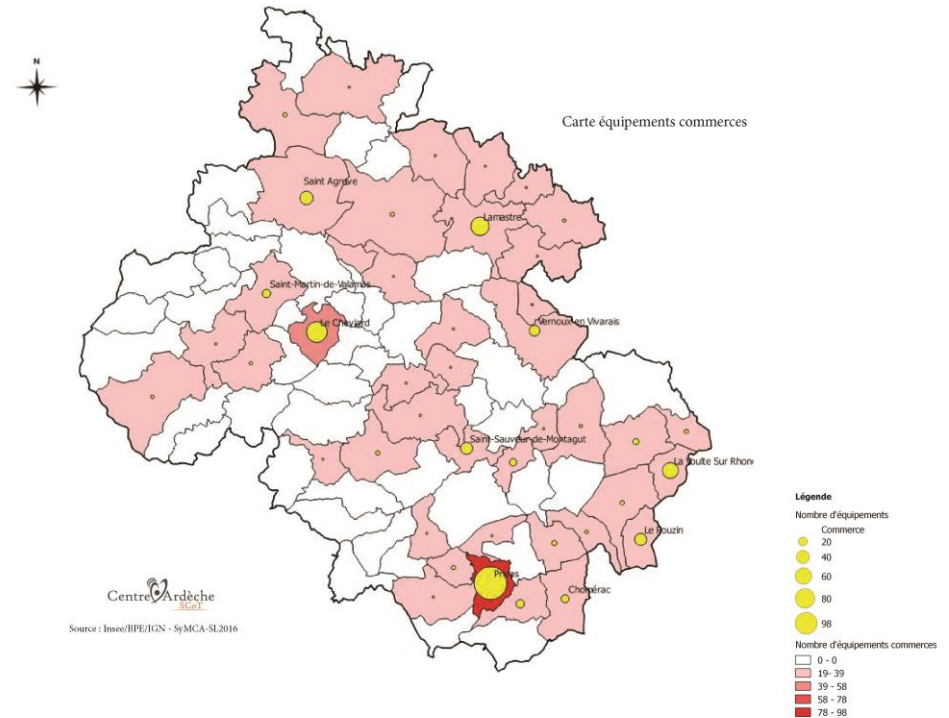 N
Carte équipements commerces
Saint Agrève
Lamastre
Saint-Martin-de-Valamas
Le Cheylard
Vernoux en Vivarais
Saint-Sauveur-de-Montagut
La Voulte Sur Rhon
Le Pouzin
Privas
Chomérac
Centre Ardèche
SCoT
Source : Insee/BPE/IGN - SyMCA-SL2016
Légende
Nombre d'équipements
Commerce
20
40
60
80
98
Nombre d'équipements commerces
0 - 0
19- 39
39 - 58
58 - 78
78 - 98